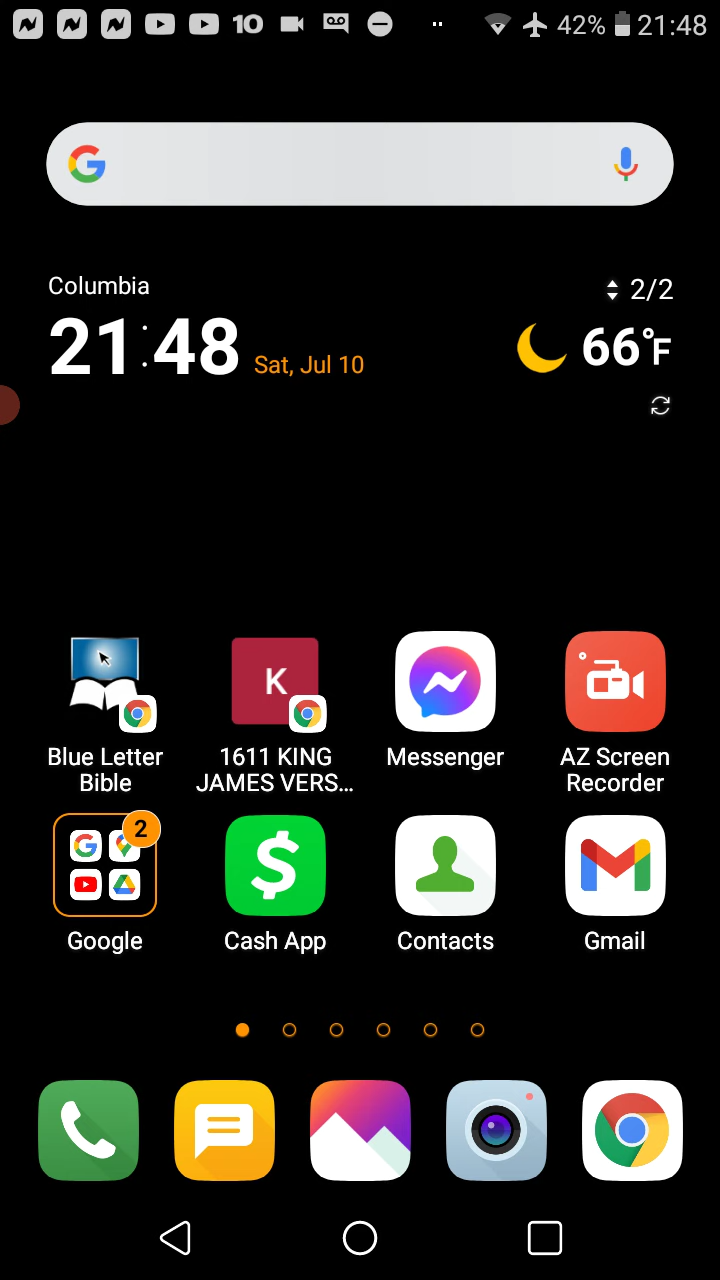 10 42% 21:48
Columbia 2/2
21:48 Sat, Jul 10 66°F
Blue Letter Bible
1611 KING JAMES VERS...
Messenger
AZ Screen Recorder
K
2
Google
Cash App
Contacts
Gmail